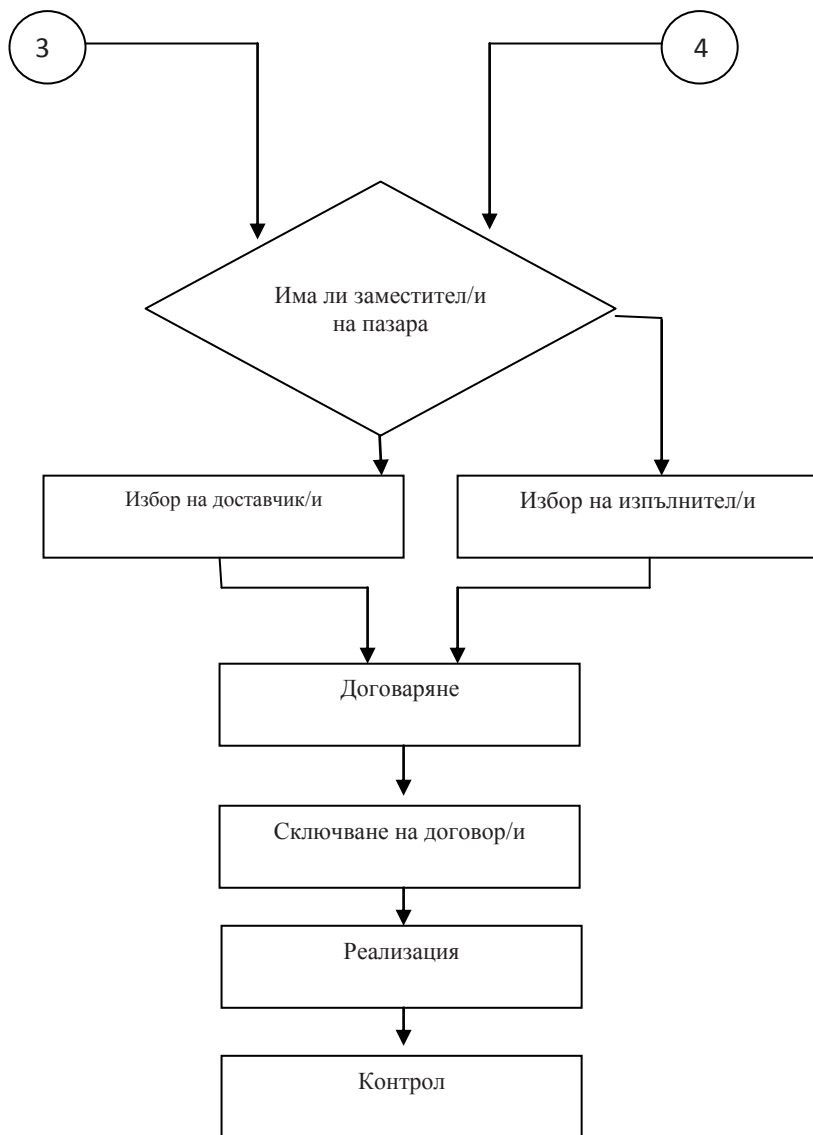 3
4
Има ли заместител/и
на пазара
Избор на доставчик/и
Избор на изпълнител/и
Договаряне
Сключване на договор/и
Реализация
Контрол